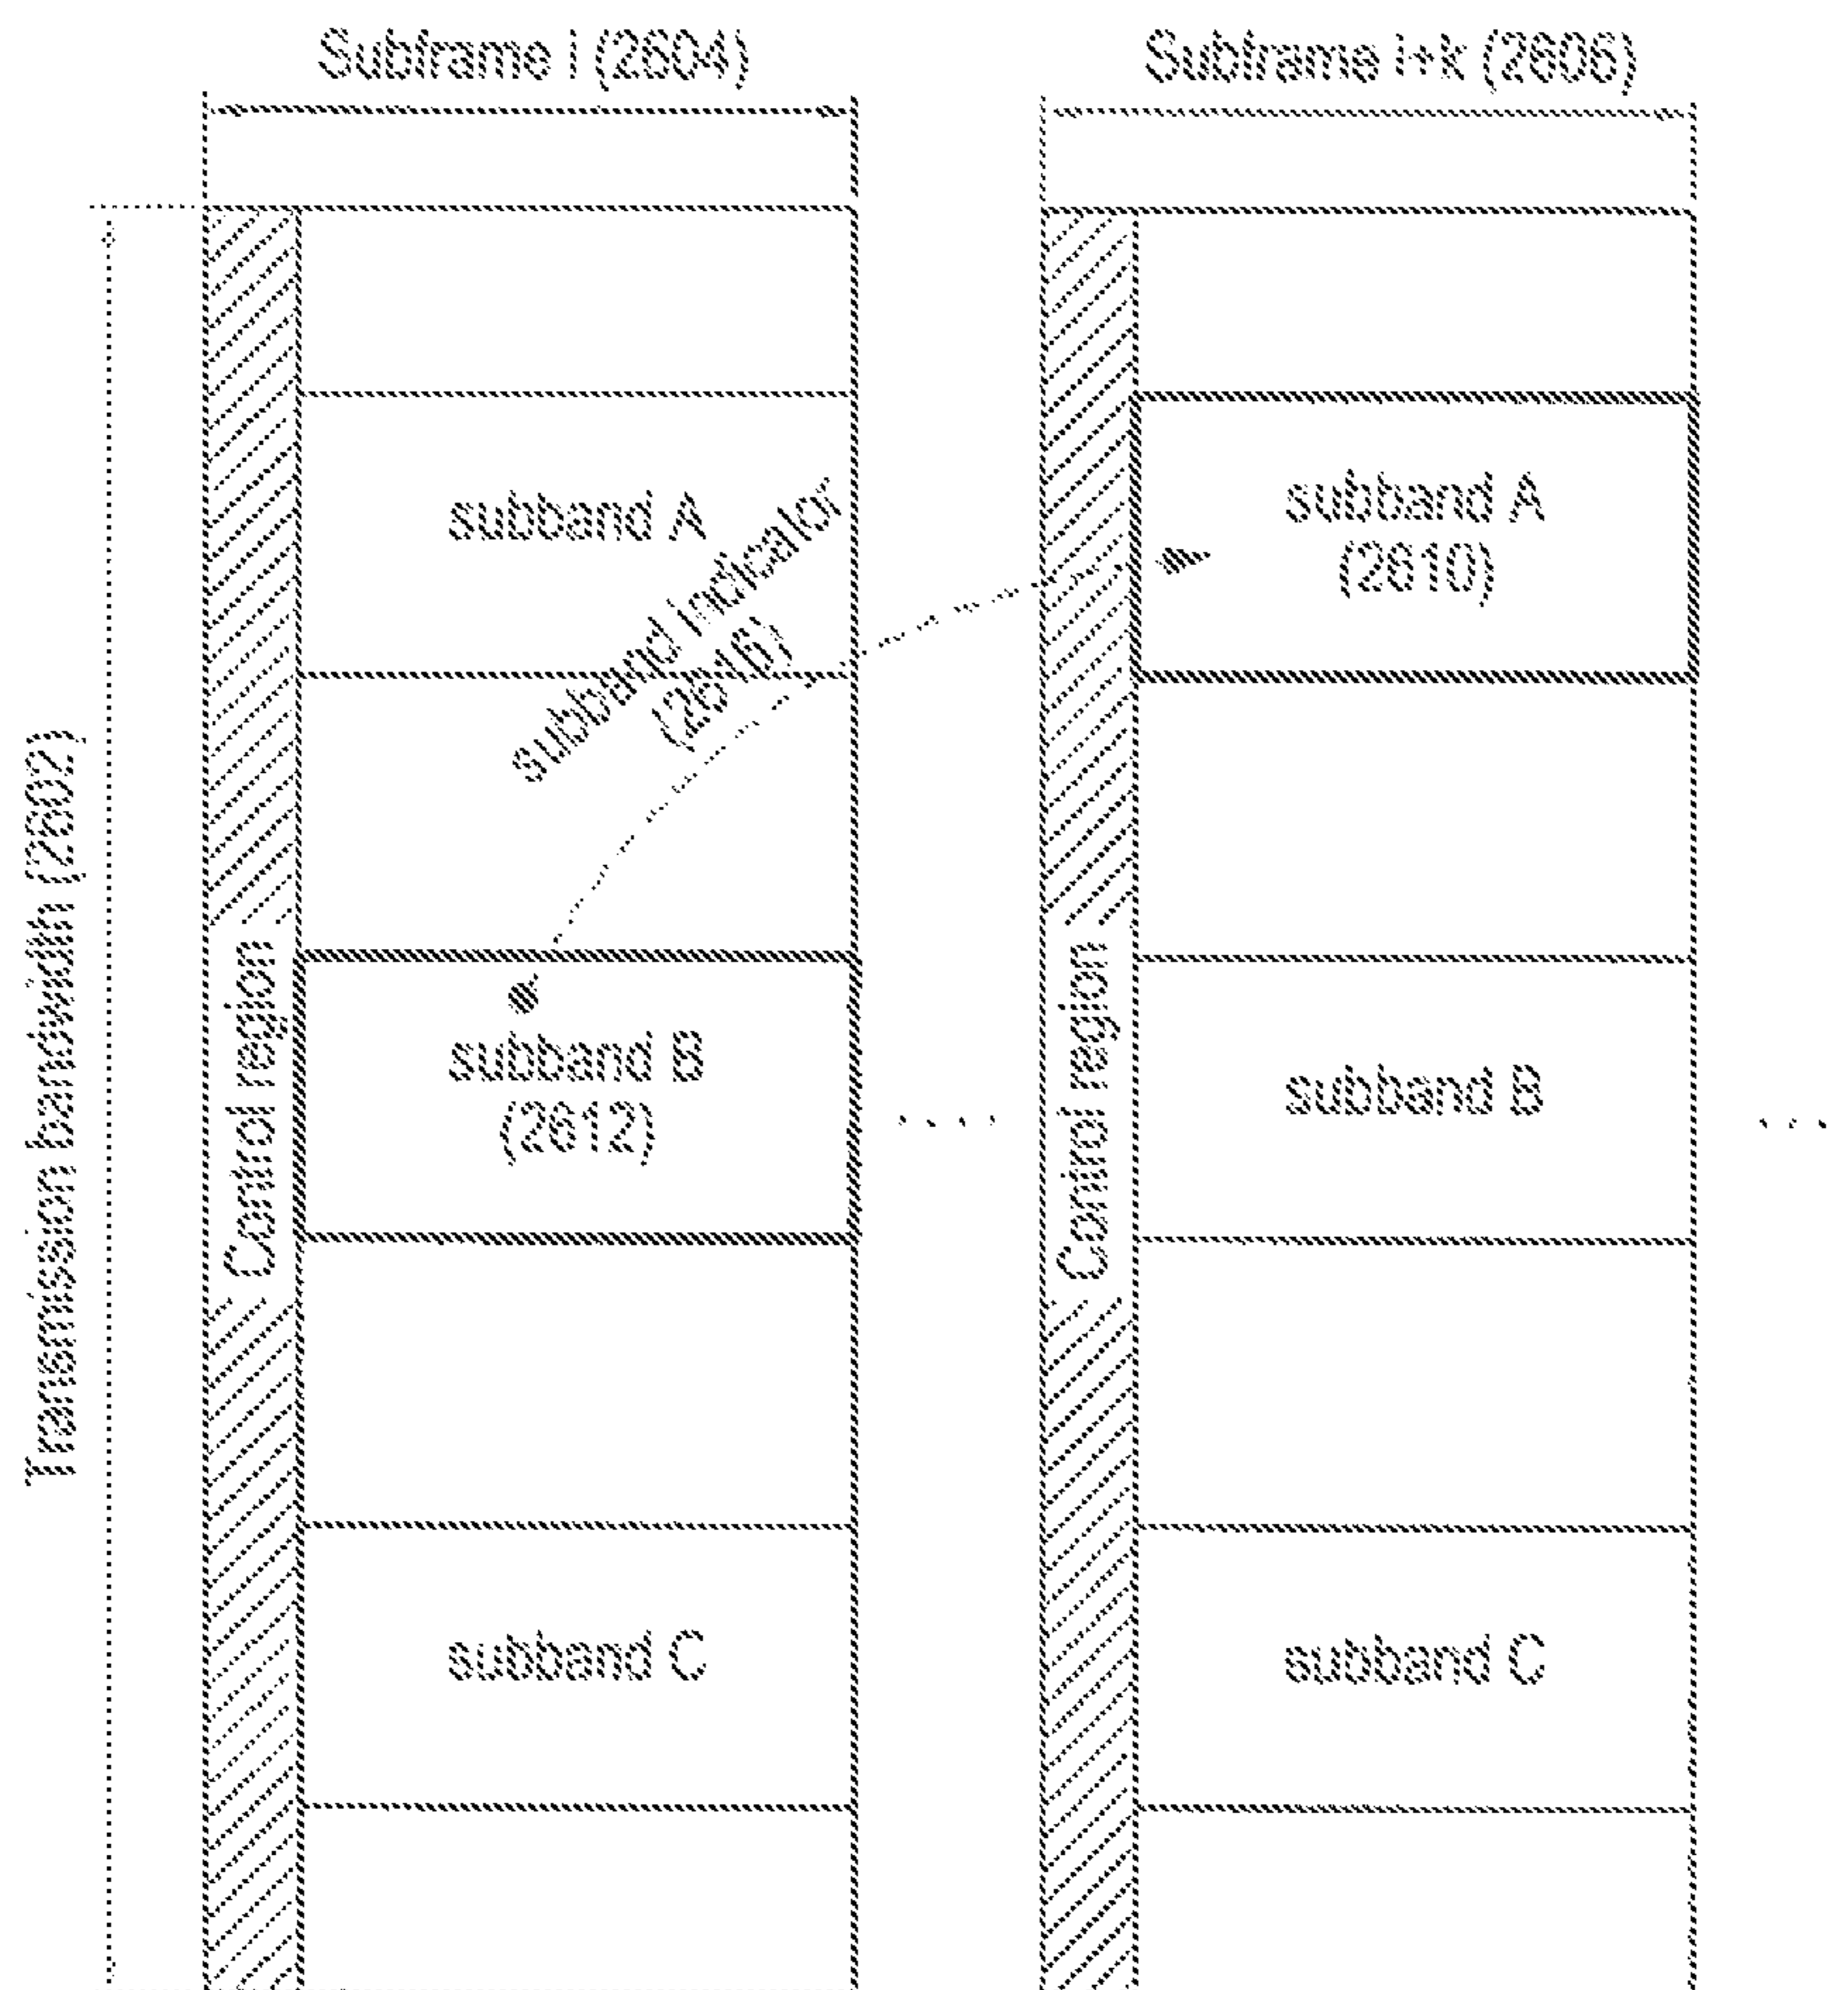 Subframe i (2604)
Subframe i+k (2606)
Transmission bandwidth (2602)
Control region
subband A
subband indicator
(2616)
subband B
(2612)
subband C
. . . .
Control region
subband A
(2610)
subband B
subband C
. . .